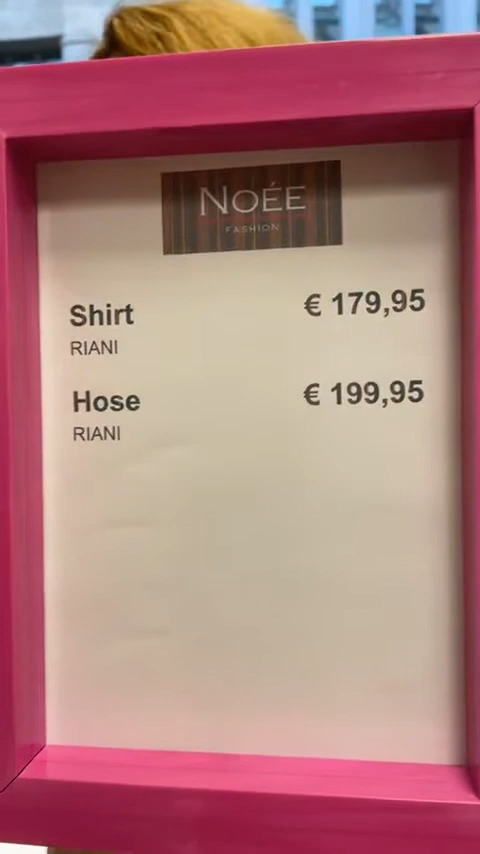 NOÉE
FASHION
Shirt € 179,95
RIANI
Hose € 199,95
RIANI